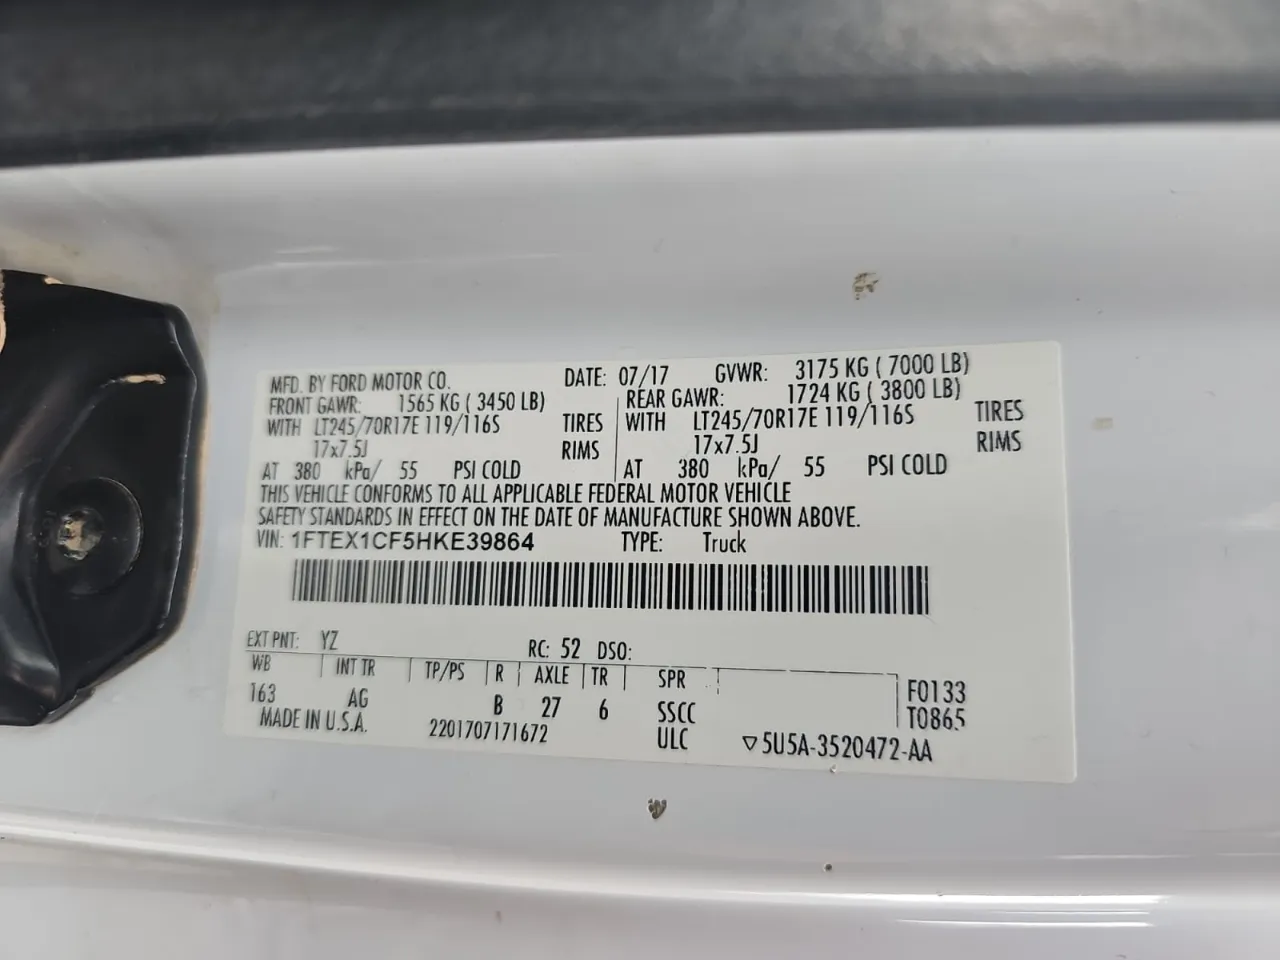 MFD. BY FORD MOTOR CO. DATE: 07/17 GVWR: 3175 KG ( 7000 LB)
FRONT GAWR: 1565 KG ( 3450 LB) REAR GAWR: 1724 KG ( 3800 LB)
WITH LT245/70R17E 119/116S TIRES WITH LT245/70R17E 119/116S TIRES
17x7.5J RIMS 17x7.5J RIMS
AT 380 kPa/ 55 PSI COLD AT 380 kPa/ 55 PSI COLD
THIS VEHICLE CONFORMS TO ALL APPLICABLE FEDERAL MOTOR VEHICLE
SAFETY STANDARDS IN EFFECT ON THE DATE OF MANUFACTURE SHOWN ABOVE.
VIN: 1FTEX1CF5HKE39864 TYPE: Truck
EXT PNT: YZ RC: 52 DSO:
WB INT TR TP/PS R AXLE TR SPR F0133
163 AG B 27 6 SSCC T0865
MADE IN U.S.A. 2201707171672 ULC ▽5U5A-3520472-AA